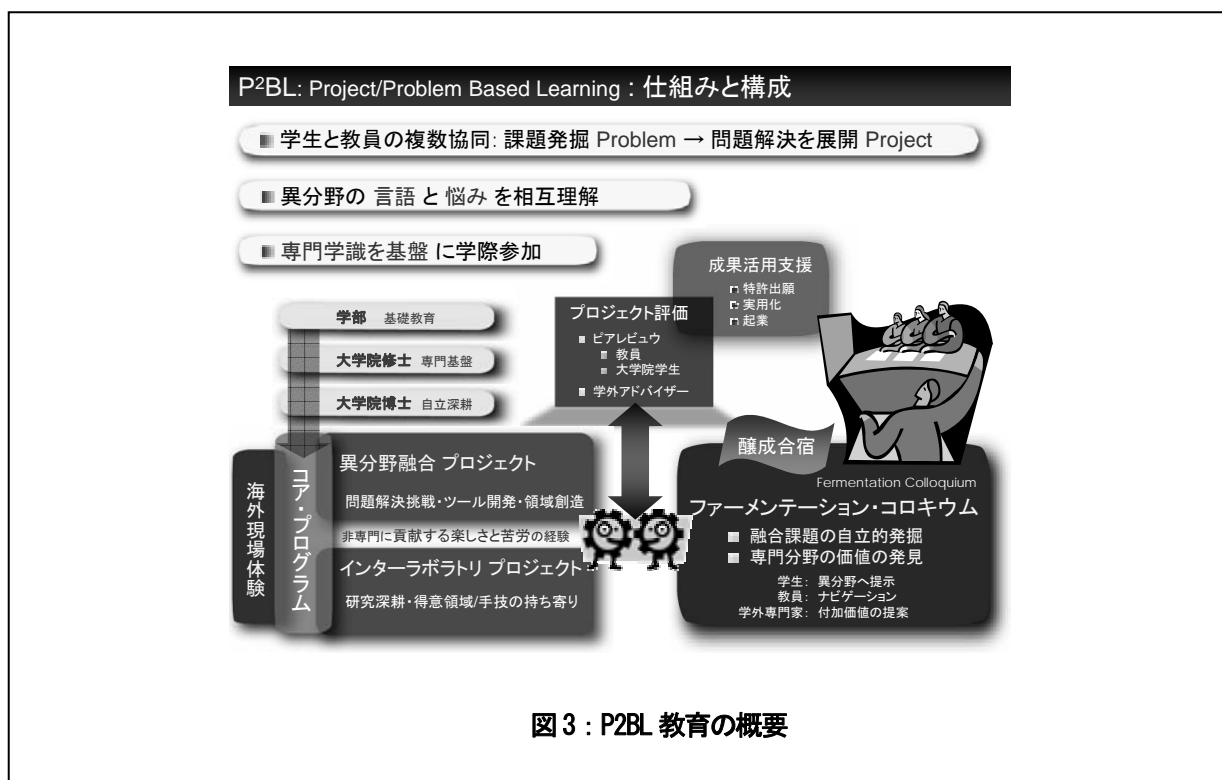 P²BL: Project/Problem Based Learning : 仕組みと構成
学生と教員の複数協同: 課題発掘 Problem → 問題解決を展開 Project
異分野の 言語 と 悩み を相互理解
専門学識を基盤 に学際参加
成果活用支援
特許出願
実用化
起業
プロジェクト評価
ピアレビュウ
教員
大学院学生
学外アドバイザー
学部 基礎教育
大学院修士 専門基盤
大学院博士 自立深耕
海外現場体験
コア・プログラム
異分野融合 プロジェクト
問題解決挑戦・ツール開発・領域創造
非専門に貢献する楽しさと苦労の経験
インターラボラトリ プロジェクト
研究深耕・得意領域/手技の持ち寄り
醸成合宿
Fermentation Colloquium
ファーメンテーション・コロキウム
融合課題の自立的発掘
専門分野の価値の発見
学生: 異分野へ提示
教員: ナビゲーション
学外専門家: 付加価値の提案
図3：P2BL 教育の概要